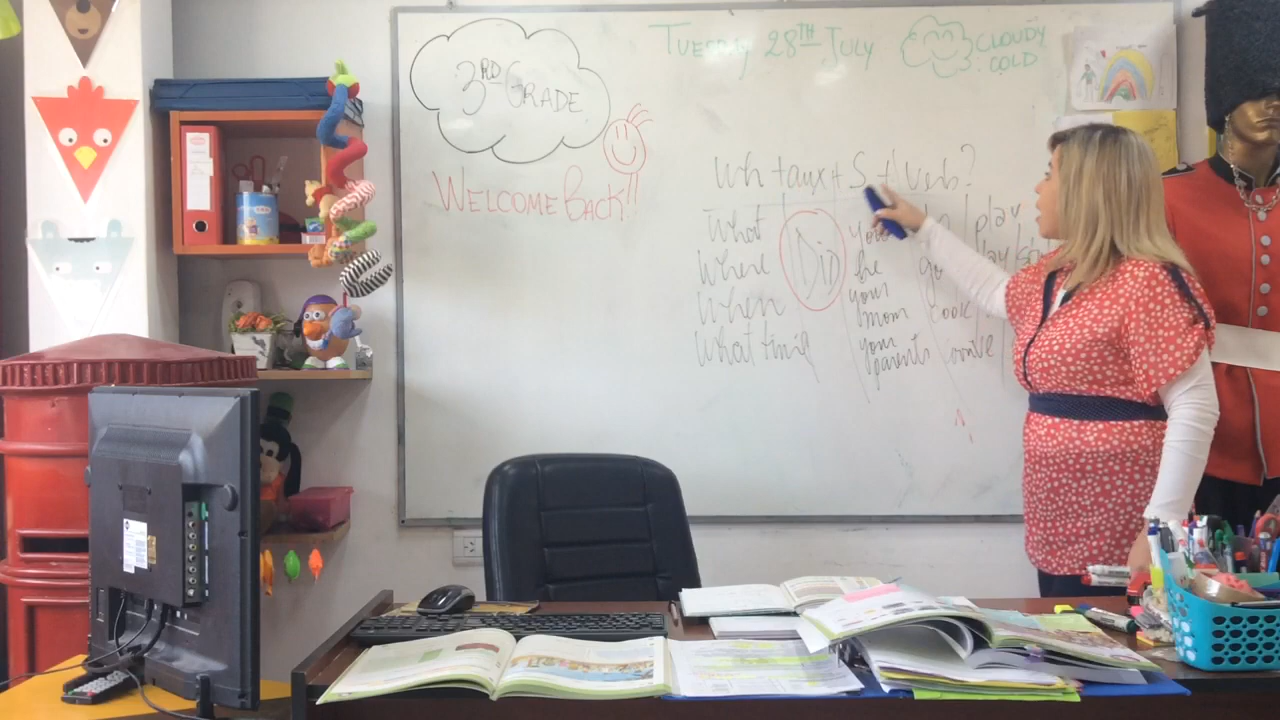 TUESDAY 28TH JULY
CLOUDY
COLD
3RD GRADE
WELCOME BACK!!
Wh + aux + S + Verb?
What
Where
When
What time
DID
you
he
your
mom
your
parents
play
go
cook